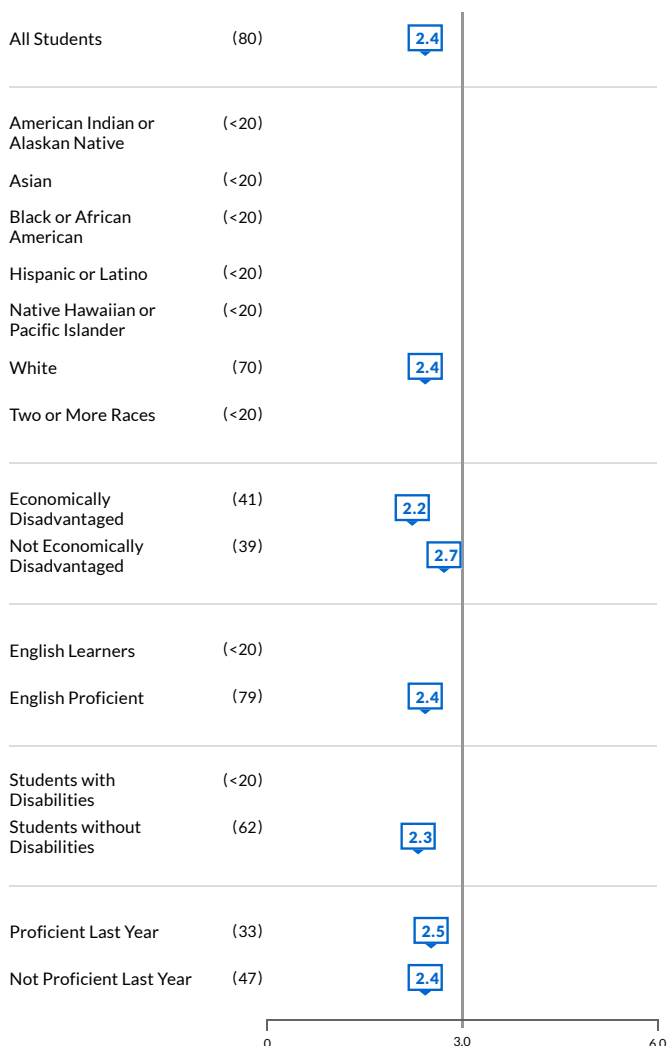 All Students (80) 2.4
American Indian or (<20)
Alaskan Native
Asian (<20)
Black or African (<20)
American
Hispanic or Latino (<20)
Native Hawaiian or (<20)
Pacific Islander
White (70) 2.4
Two or More Races (<20)
Economically (41) 2.2
Disadvantaged
Not Economically (39) 2.7
Disadvantaged
English Learners (<20)
English Proficient (79) 2.4
Students with (<20)
Disabilities
Students without (62) 2.3
Disabilities
Proficient Last Year (33) 2.5
Not Proficient Last Year (47) 2.4
0 3.0 6.0